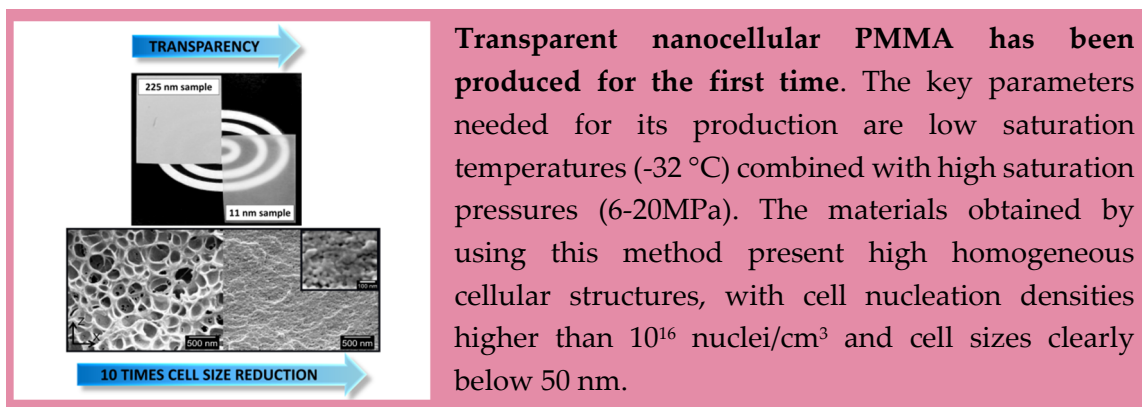 TRANSPARENCY
225 nm sample
11 nm sample
Z
500 nm
100 nm
500 nm
10 TIMES CELL SIZE REDUCTION
Transparent nanocellular PMMA has been
produced for the first time. The key parameters
needed for its production are low saturation
temperatures (-32 °C) combined with high saturation
pressures (6-20MPa). The materials obtained by
using this method present high homogeneous
cellular structures, with cell nucleation densities
higher than 10¹⁶ nuclei/cm³ and cell sizes clearly
below 50 nm.